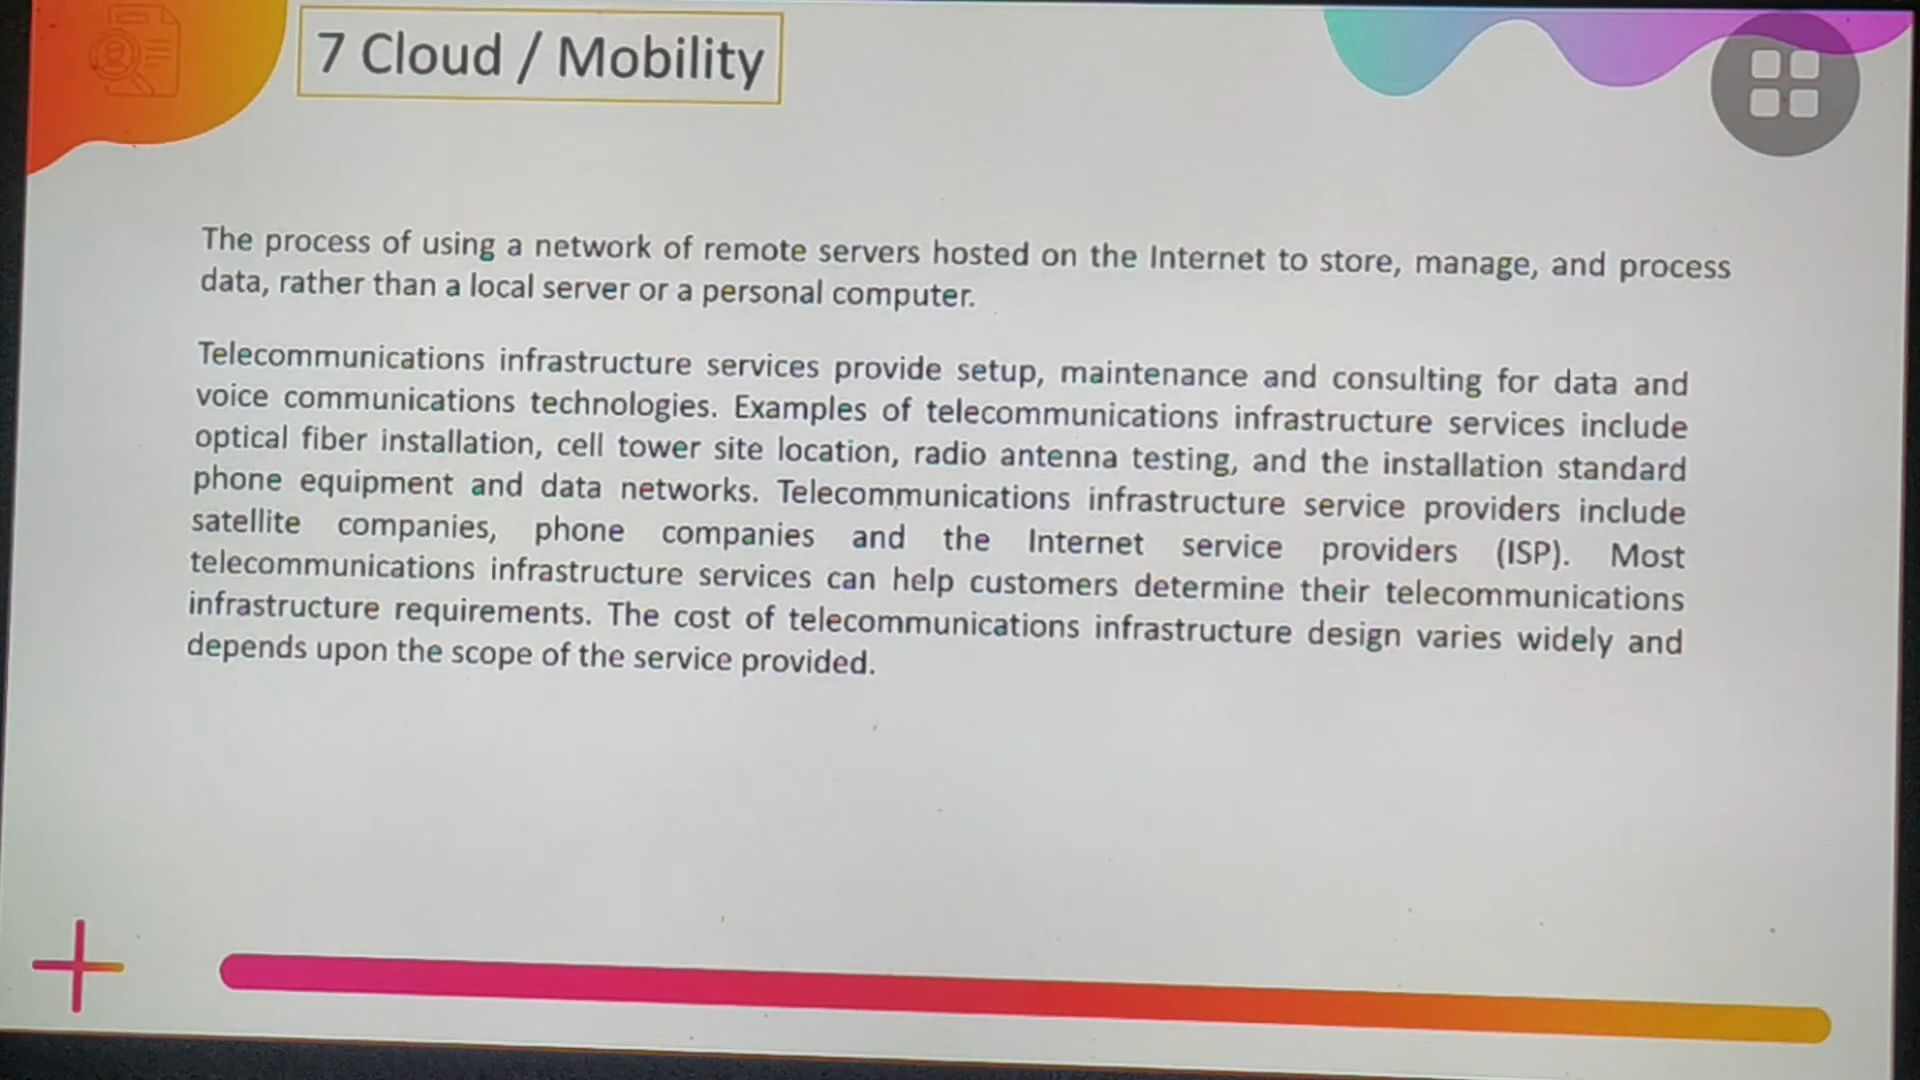 7 Cloud / Mobility
The process of using a network of remote servers hosted on the Internet to store, manage, and process
data, rather than a local server or a personal computer.
Telecommunications infrastructure services provide setup, maintenance and consulting for data and
voice communications technologies. Examples of telecommunications infrastructure services include
optical fiber installation, cell tower site location, radio antenna testing, and the installation standard
phone equipment and data networks. Telecommunications infrastructure service providers include
satellite companies, phone companies and the Internet service providers (ISP). Most
telecommunications infrastructure services can help customers determine their telecommunications
infrastructure requirements. The cost of telecommunications infrastructure design varies widely and
depends upon the scope of the service provided.